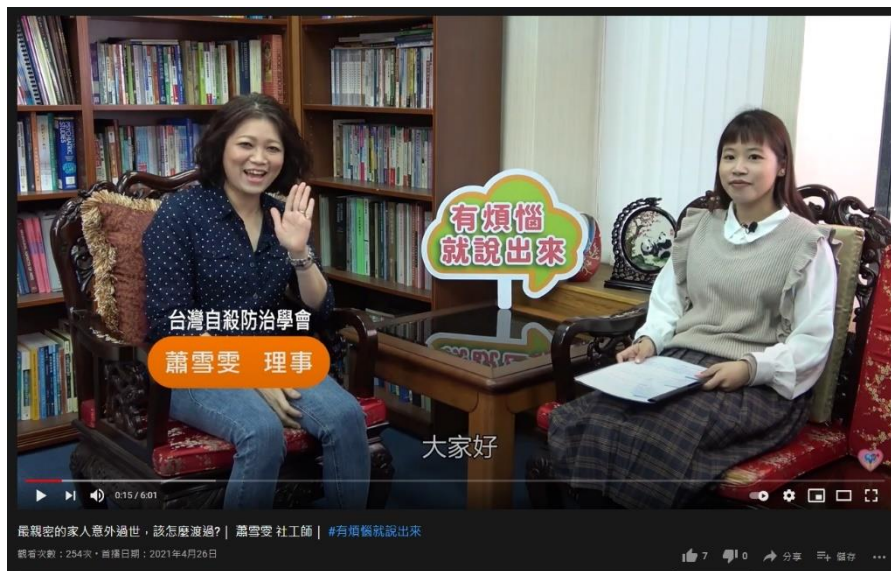 有煩惱
就說出來
台灣自殺防治學會
蕭雪雯 理事
大家好
0:15 / 6:01
最親密的家人意外過世,該怎麼渡過?| 蕭雪雯 社工師 | #有煩惱就說出來
觀看次數:254次・首播日期:2021年4月26日
7
0
分享
儲存